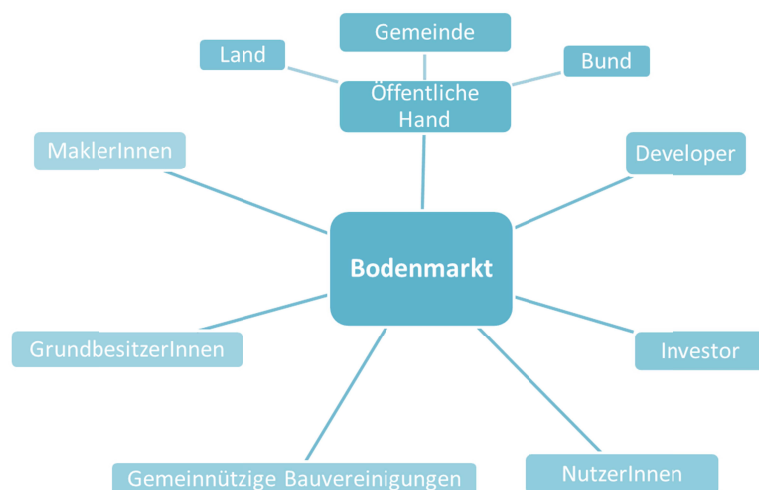 Gemeinde
Land
Bund
Öffentliche
Hand
MaklerInnen
Developer
Bodenmarkt
GrundbesitzerInnen
Investor
Gemeinnützige Bauvereinigungen
NutzerInnen